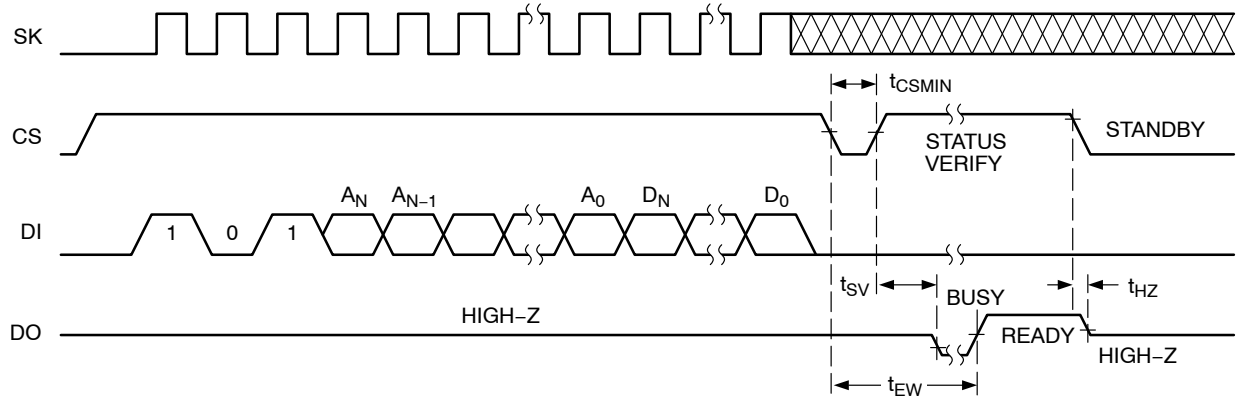 SK
t_CSMIN
CS
STATUS
VERIFY
STANDBY
A_N A_N−1 A_0 D_N D_0
DI
1 0 1
t_SV
BUSY
t_HZ
HIGH−Z
DO
READY
HIGH−Z
t_EW